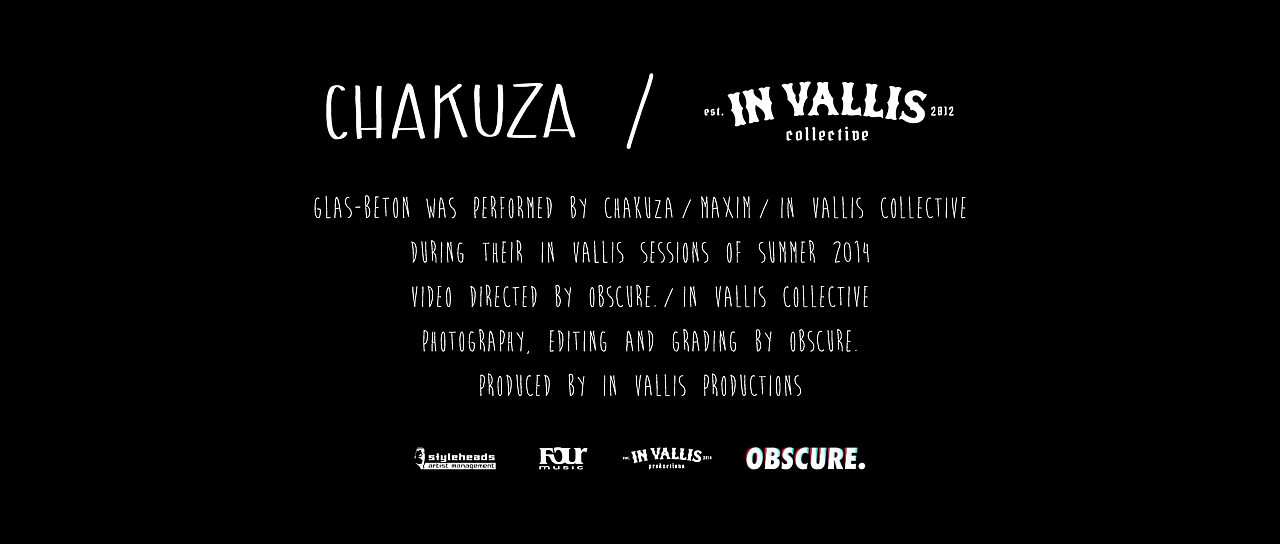 CHAKUZA / est. IN VALLIS 2012
collective
GLAS-BETON WAS PERFORMED BY CHAKUZA / MAXIM / IN VALLIS COLLECTIVE
DURING THEIR IN VALLIS SESSIONS OF SUMMER 2014
VIDEO DIRECTED BY OBSCURE. / IN VALLIS COLLECTIVE
PHOTOGRAPHY, EDITING AND GRADING BY OBSCURE.
PRODUCED BY IN VALLIS PRODUCTIONS
styleheads
artist management
FOUR
MUSIC
IN VALLIS
productions
OBSCURE.